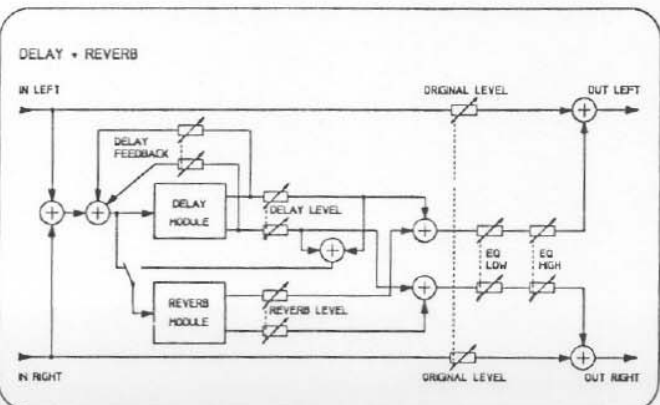 DELAY + REVERB
IN LEFT
ORIGINAL LEVEL
OUT LEFT
DELAY
FEEDBACK
DELAY
MODULE
DELAY LEVEL
EQ
LOW
EQ
HIGH
REVERB
MODULE
REVERB LEVEL
IN RIGHT
ORIGINAL LEVEL
OUT RIGHT